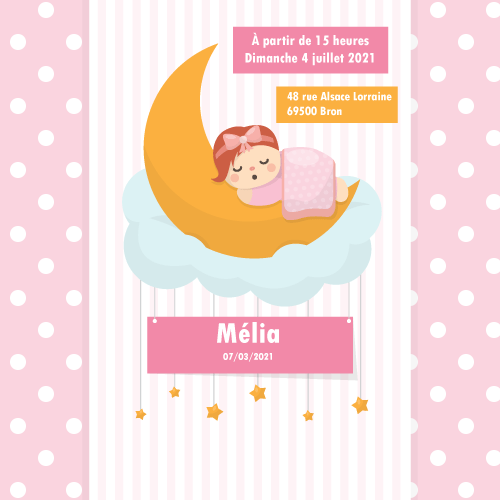 À partir de 15 heures
Dimanche 4 juillet 2021
48 rue Alsace Lorraine
69500 Bron
Mélia
07/03/2021